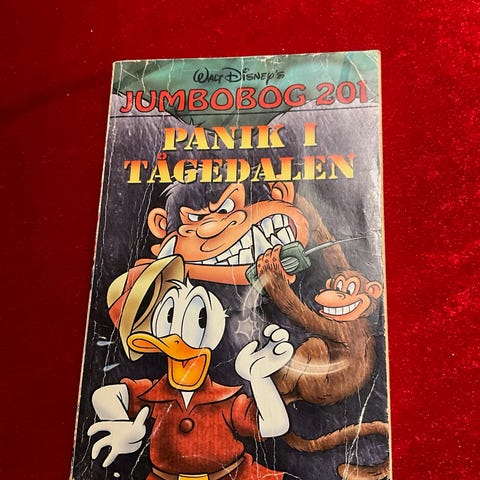 WALT DISNEY'S
JUMBOBOG 201
PANIK I
TÅGEDALEN